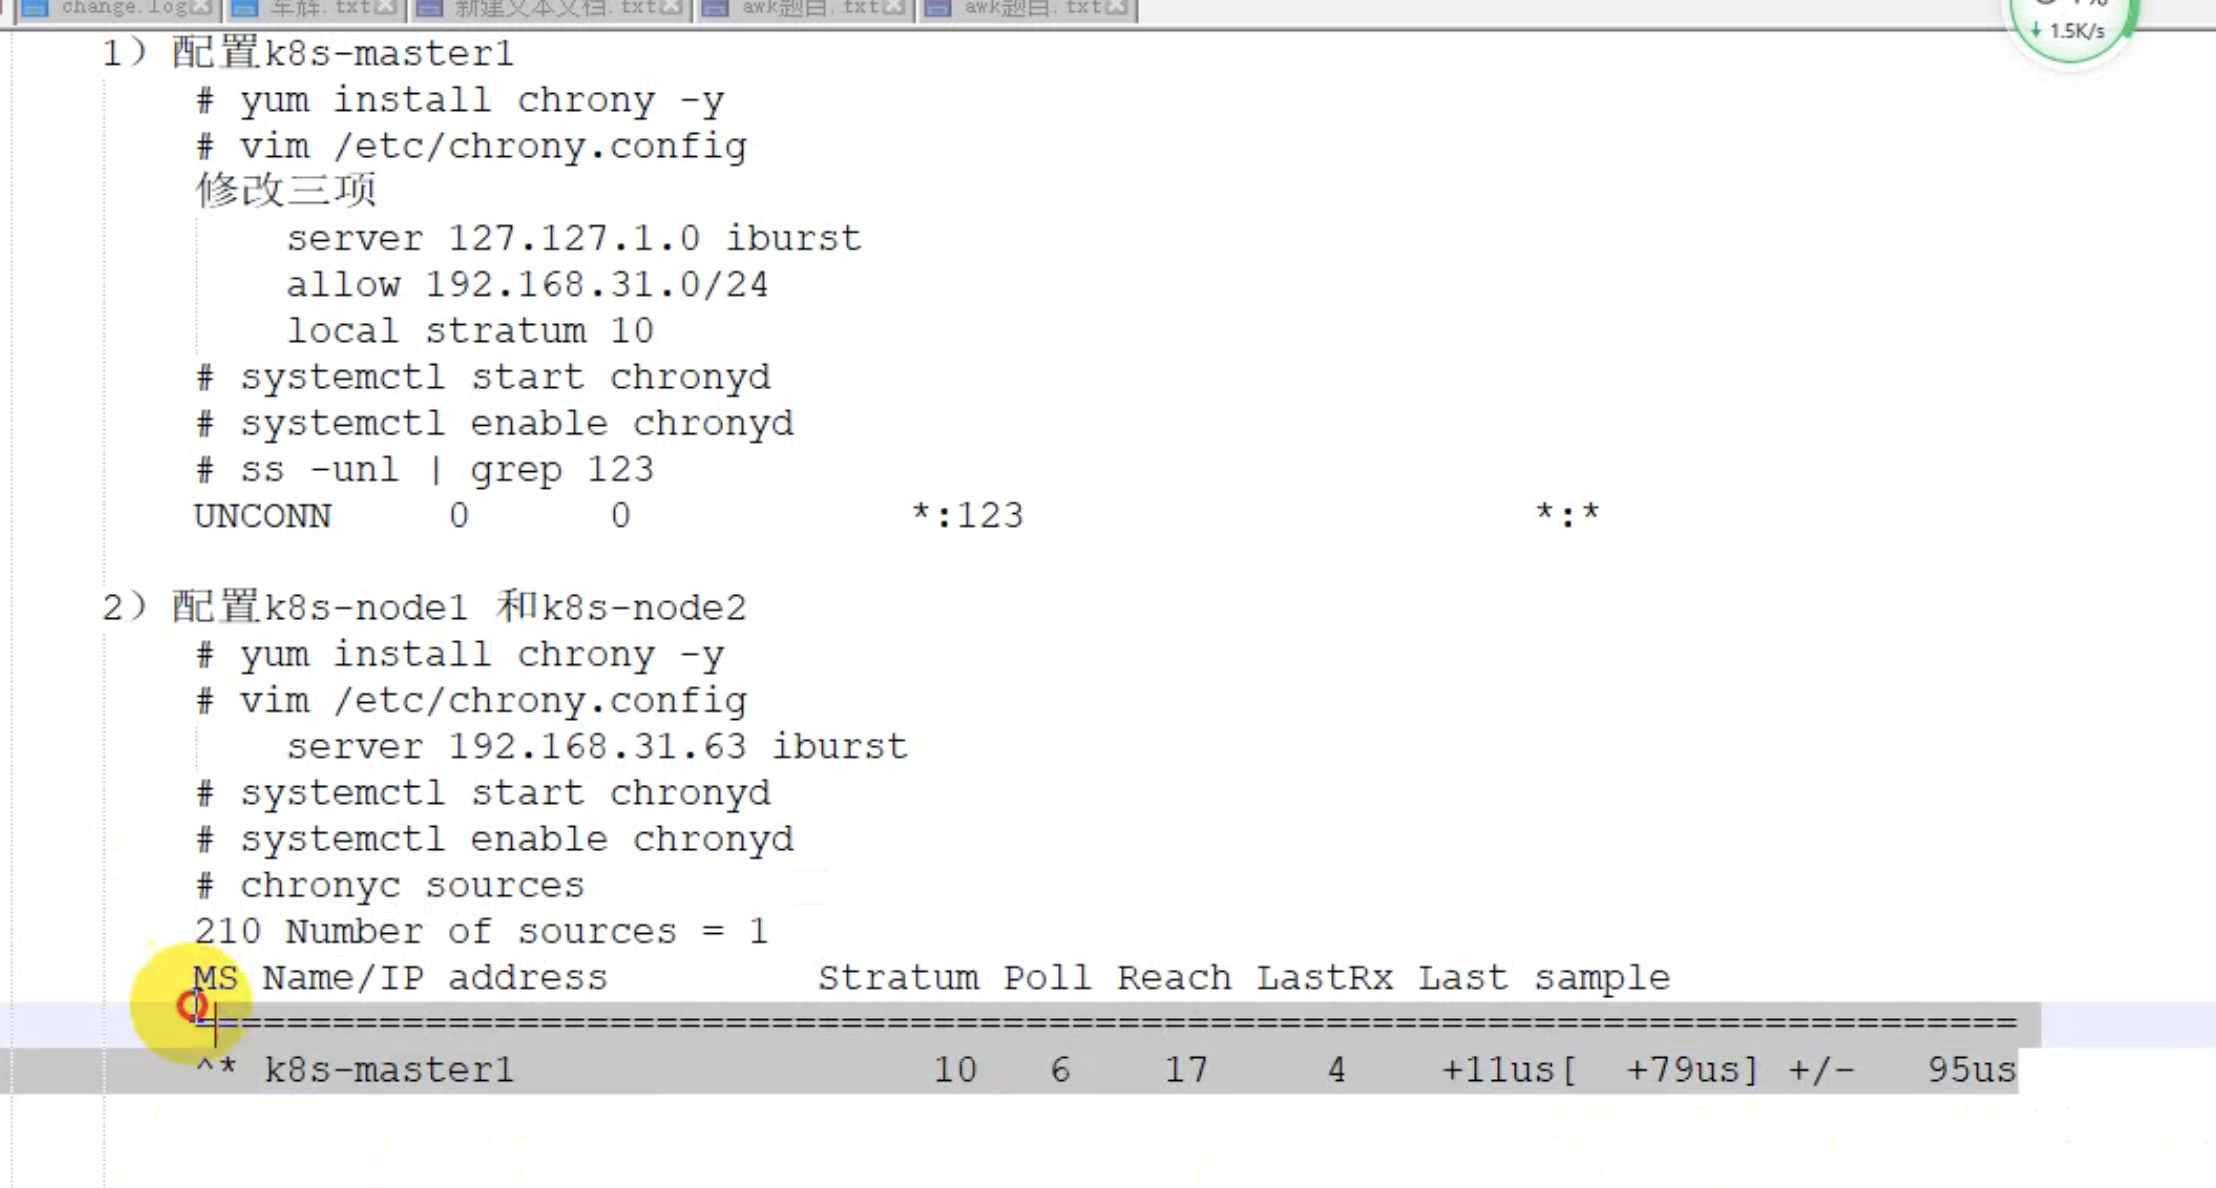 change.log 车辉.txt 新建文本文档.txt awk题目.txt awk题目.txt
↓ 1.5K/s
1) 配置k8s-master1
# yum install chrony -y
# vim /etc/chrony.config
修改三项
server 127.127.1.0 iburst
allow 192.168.31.0/24
local stratum 10
# systemctl start chronyd
# systemctl enable chronyd
# ss -unl | grep 123
UNCONN 0 0 *:123 *:*
2) 配置k8s-node1 和k8s-node2
# yum install chrony -y
# vim /etc/chrony.config
server 192.168.31.63 iburst
# systemctl start chronyd
# systemctl enable chronyd
# chronyc sources
210 Number of sources = 1
MS Name/IP address Stratum Poll Reach LastRx Last sample
===============================================================================
^* k8s-master1 10 6 17 4 +11us[ +79us] +/- 95us